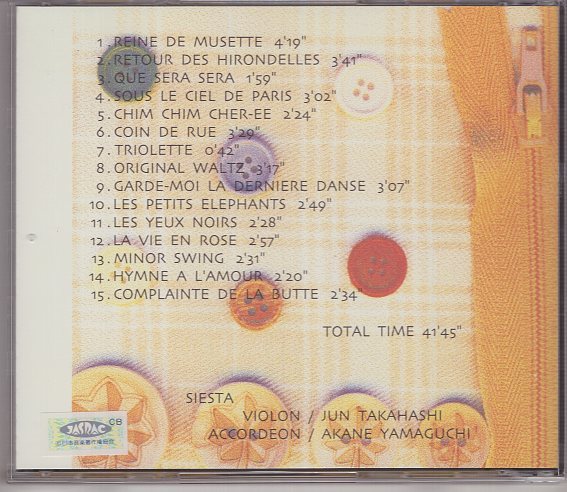 1. REINE DE MUSETTE 4'19"
2. RETOUR DES HIRONDELLES 3'41"
3. QUE SERA SERA 1'59"
4. SOUS LE CIEL DE PARIS 3'02"
5. CHIM CHIM CHER-EE 2'24"
6. COIN DE RUE 3'29"
7. TRIOLETTE 0'42"
8. ORIGINAL WALTZ 3'17"
9. GARDE-MOI LA DERNIERE DANSE 3'07"
10. LES PETITS ELEPHANTS 2'49"
11. LES YEUX NOIRS 2'28"
12. LA VIE EN ROSE 2'57"
13. MINOR SWING 2'31"
14. HYMNE A L'AMOUR 2'20"
15. COMPLAINTE DE LA BUTTE 2'34"
TOTAL TIME 41'45"
SIESTA
VIOLON / JUN TAKAHASHI
ACCORDEON / AKANE YAMAGUCHI
CB
JASRAC